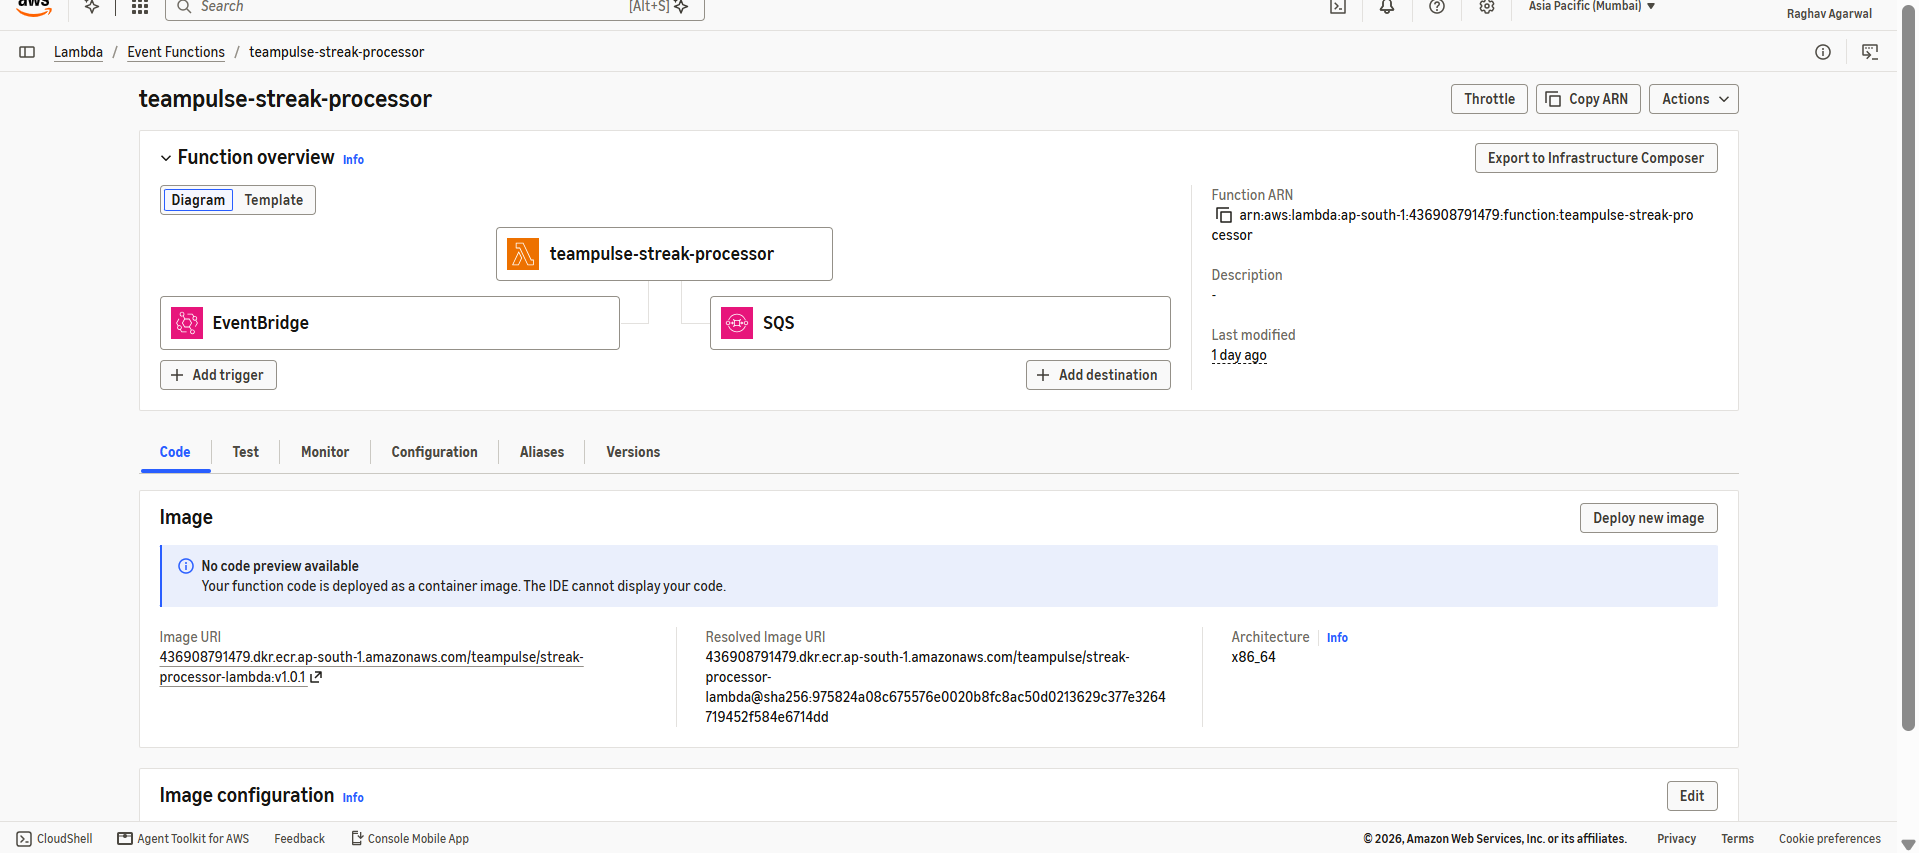 aws
Search
[Alt+S]
Asia Pacific (Mumbai)
Raghav Agarwal
Lambda / Event Functions / teampulse-streak-processor
teampulse-streak-processor
Throttle
Copy ARN
Actions
Function overview Info
Export to Infrastructure Composer
Diagram
Template
teampulse-streak-processor
EventBridge
SQS
+ Add trigger
+ Add destination
Function ARN
arn:aws:lambda:ap-south-1:436908791479:function:teampulse-streak-pro
cessor
Description
-
Last modified
1 day ago
Code
Test
Monitor
Configuration
Aliases
Versions
Image
Deploy new image
No code preview available
Your function code is deployed as a container image. The IDE cannot display your code.
Image URI
436908791479.dkr.ecr.ap-south-1.amazonaws.com/teampulse/streak-
processor-lambda:v1.0.1
Resolved Image URI
436908791479.dkr.ecr.ap-south-1.amazonaws.com/teampulse/streak-
processor-
lambda@sha256:975824a08c675576e0020b8fc8ac50d0213629c377e3264
719452f584e6714dd
Architecture Info
x86_64
Image configuration Info
Edit
CloudShell
Agent Toolkit for AWS
Feedback
Console Mobile App
© 2026, Amazon Web Services, Inc. or its affiliates.
Privacy
Terms
Cookie preferences